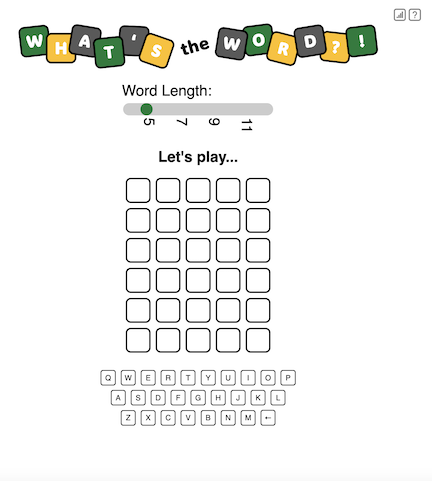 WHAT'S the WORD?!
?
Word Length:
5 7 9 11
Let's play...
Q W E R T Y U I O P
A S D F G H J K L
Z X C V B N M ←